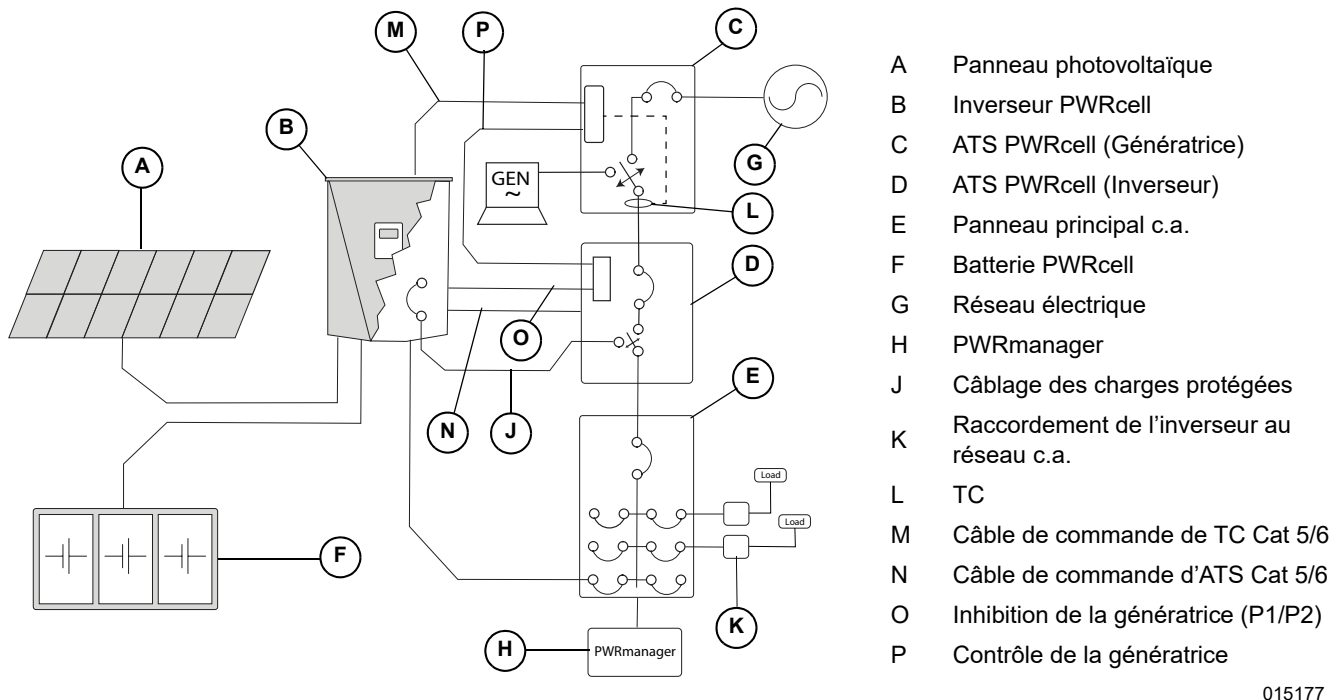 M
P
C
B
A
GEN
~
G
L
D
O
E
N
J
Load
Load
F
K
H
PWRmanager
A Panneau photovoltaïque
B Inverseur PWRcell
C ATS PWRcell (Génératrice)
D ATS PWRcell (Inverseur)
E Panneau principal c.a.
F Batterie PWRcell
G Réseau électrique
H PWRmanager
J Câblage des charges protégées
K Raccordement de l’inverseur au
réseau c.a.
L TC
M Câble de commande de TC Cat 5/6
N Câble de commande d’ATS Cat 5/6
O Inhibition de la génératrice (P1/P2)
P Contrôle de la génératrice
015177